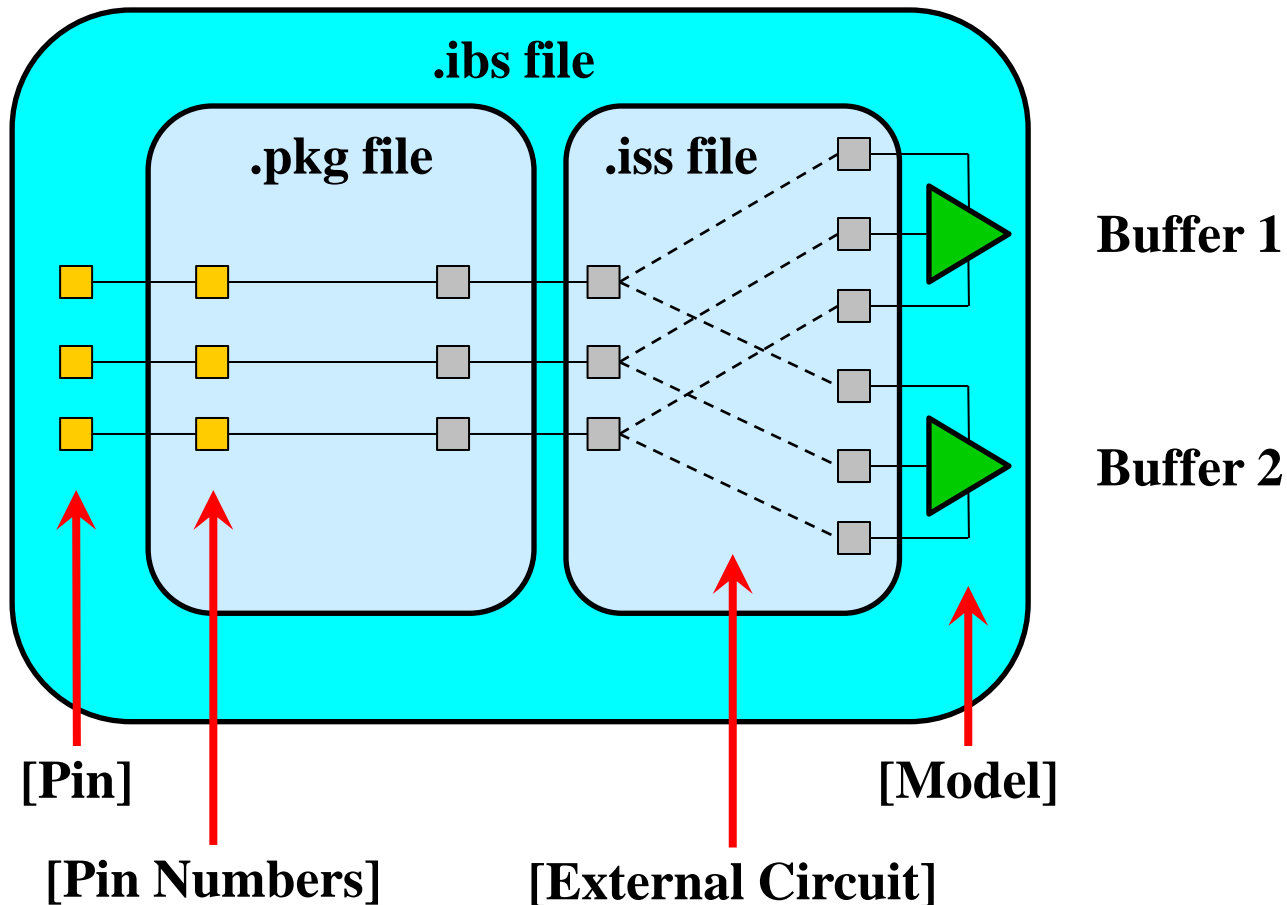 .ibs file
.pkg file
.iss file
Buffer 1
Buffer 2
[Pin]
[Model]
[Pin Numbers]
[External Circuit]